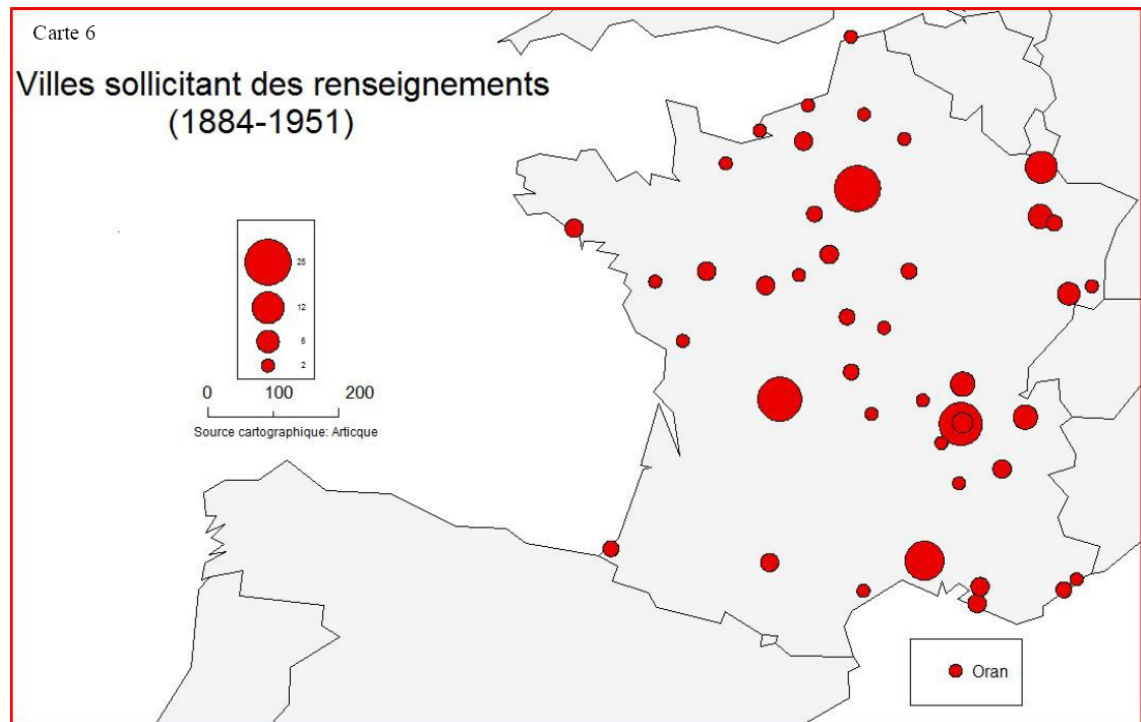 Carte 6
Villes sollicitant des renseignements
(1884-1951)
25
12
6
2
0 100 200
Source cartographique: Articque
Oran